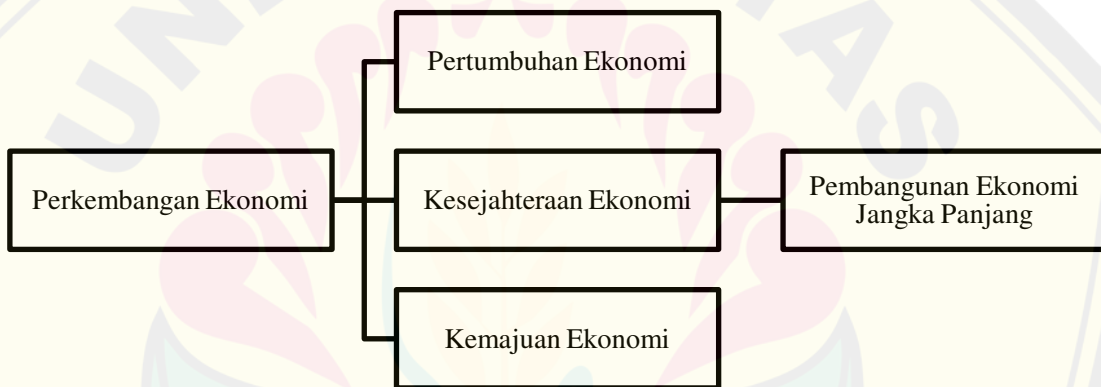 Pertumbuhan Ekonomi
Perkembangan Ekonomi
Kesejahteraan Ekonomi
Pembangunan Ekonomi
Jangka Panjang
Kemajuan Ekonomi